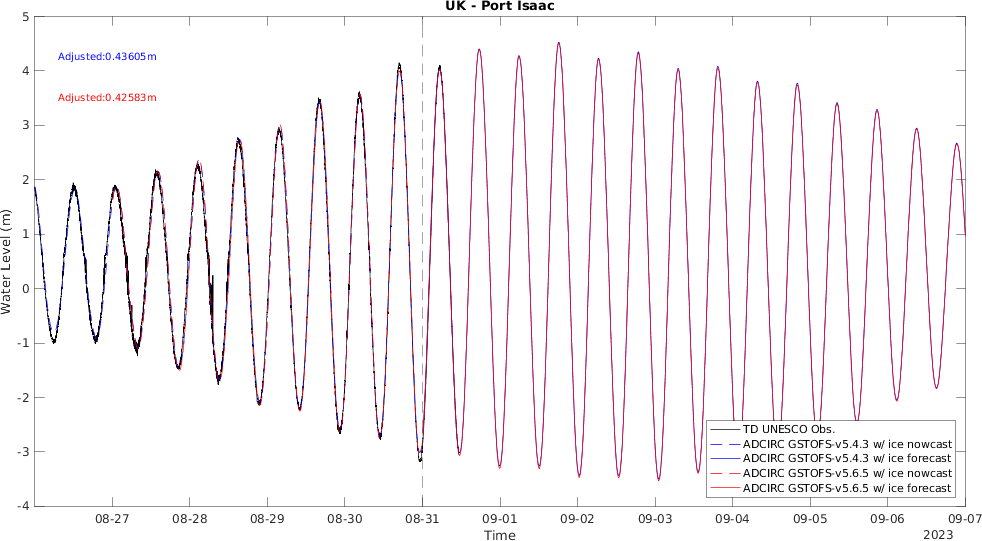 UK - Port Isaac
Adjusted:0.43605m
Adjusted:0.42583m
Water Level (m)
5
4
3
2
1
0
-1
-2
-3
-4
TD UNESCO Obs.
ADCIRC GSTOFS-v5.4.3 w/ ice nowcast
ADCIRC GSTOFS-v5.4.3 w/ ice forecast
ADCIRC GSTOFS-v5.6.5 w/ ice nowcast
ADCIRC GSTOFS-v5.6.5 w/ ice forecast
08-27 08-28 08-29 08-30 08-31 09-01 09-02 09-03 09-04 09-05 09-06 09-07
Time
2023